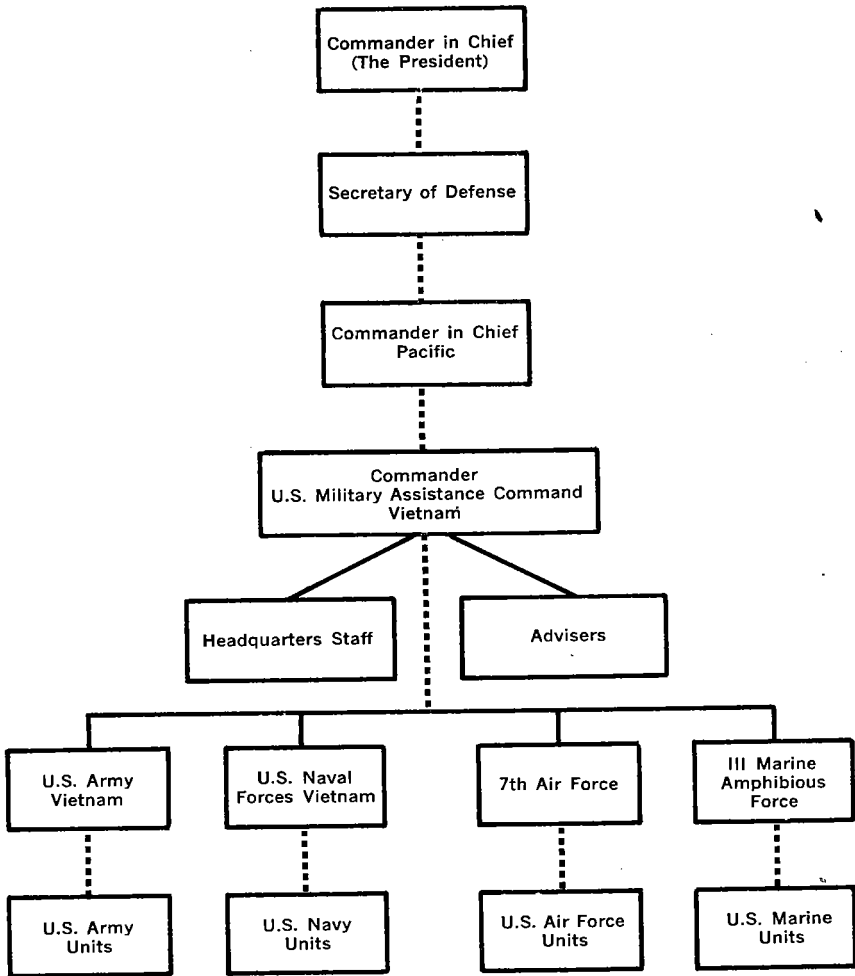 Commander in Chief
(The President)
Secretary of Defense
Commander in Chief
Pacific
Commander
U.S. Military Assistance Command
Vietnam
Headquarters Staff
Advisers
U.S. Army
Vietnam
U.S. Naval
Forces Vietnam
7th Air Force
III Marine
Amphibious
Force
U.S. Army
Units
U.S. Navy
Units
U.S. Air Force
Units
U.S. Marine
Units